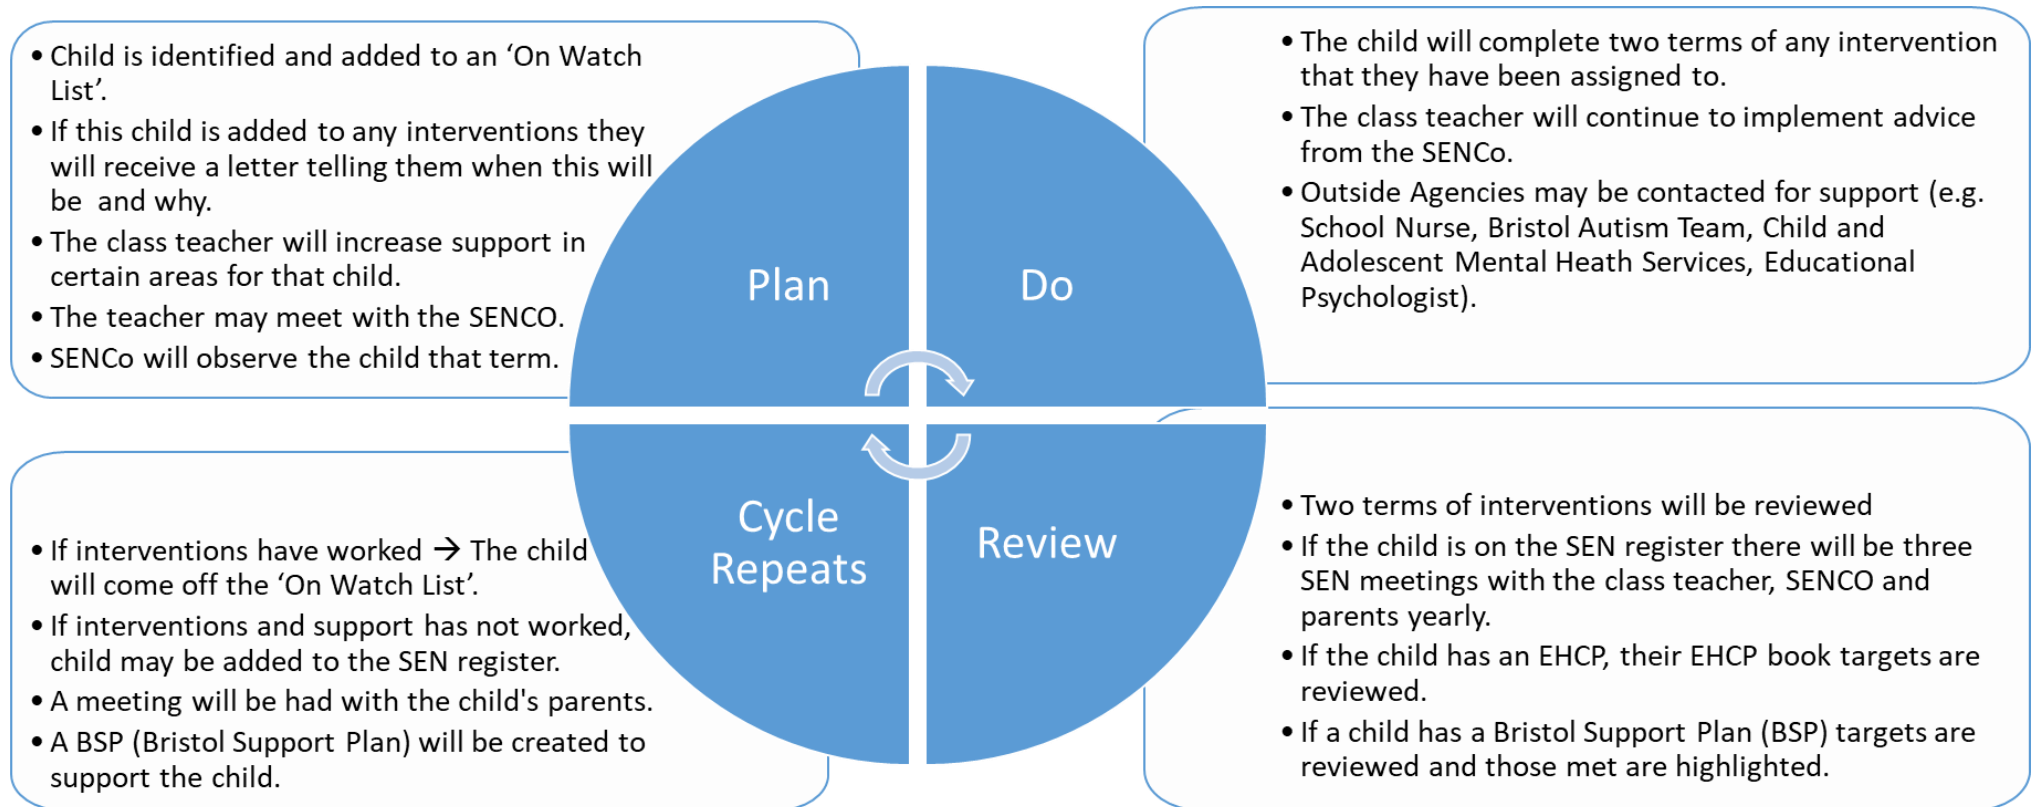 • Child is identified and added to an ‘On Watch
List’.
• If this child is added to any interventions they
will receive a letter telling them when this will
be  and why.
• The class teacher will increase support in
certain areas for that child.
• The teacher may meet with the SENCO.
• SENCo will observe the child that term.
Plan
Do
• The child will complete two terms of any intervention
that they have been assigned to.
• The class teacher will continue to implement advice
from the SENCo.
• Outside Agencies may be contacted for support (e.g.
School Nurse, Bristol Autism Team, Child and
Adolescent Mental Heath Services, Educational
Psychologist).
• If interventions have worked → The child
will come off the ‘On Watch List’.
• If interventions and support has not worked,
child may be added to the SEN register.
• A meeting will be had with the child's parents.
• A BSP (Bristol Support Plan) will be created to
support the child.
Cycle
Repeats
Review
• Two terms of interventions will be reviewed
• If the child is on the SEN register there will be three
SEN meetings with the class teacher, SENCO and
parents yearly.
• If the child has an EHCP, their EHCP book targets are
reviewed.
• If a child has a Bristol Support Plan (BSP) targets are
reviewed and those met are highlighted.